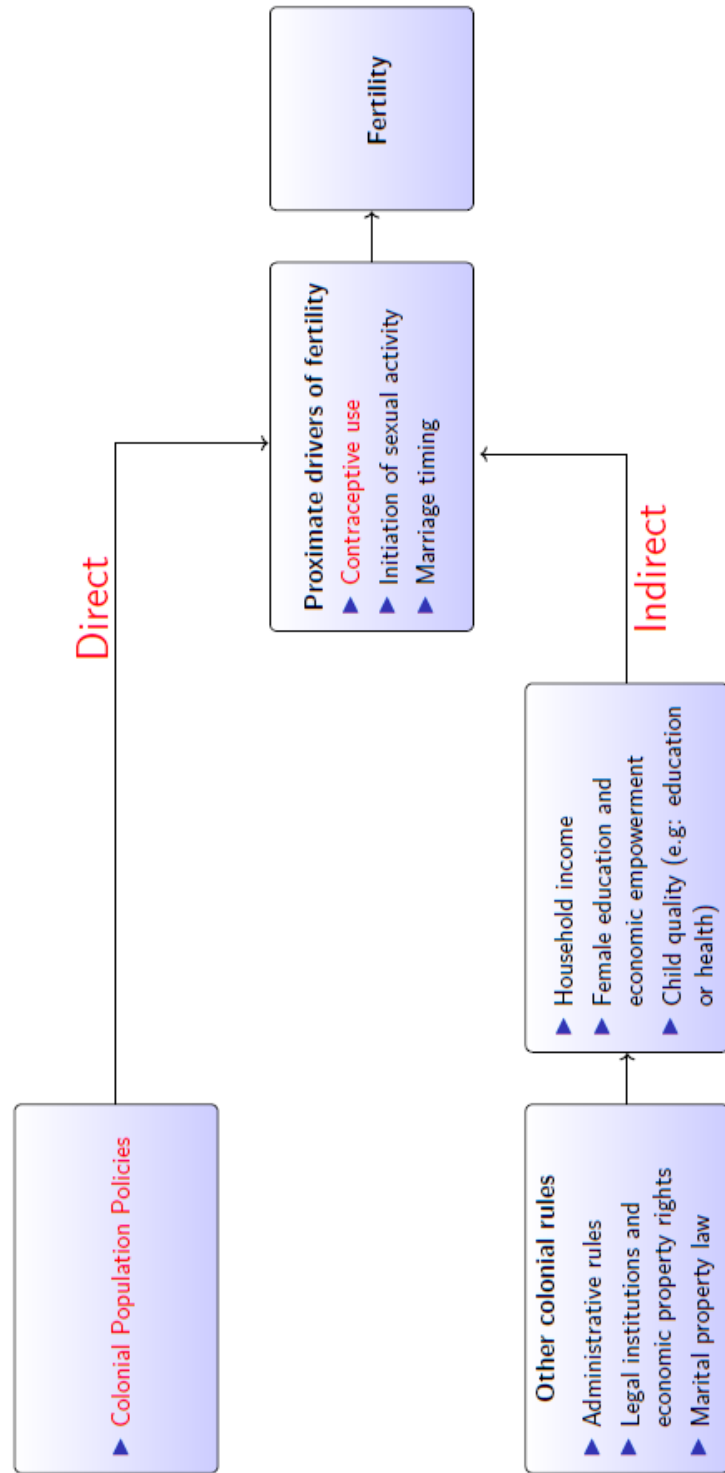 ▶ Colonial Population Policies
Direct
Proximate drivers of fertility
▶ Contraceptive use
▶ Initiation of sexual activity
▶ Marriage timing
Fertility
Other colonial rules
▶ Administrative rules
▶ Legal institutions and
economic property rights
▶ Marital property law
▶ Household income
▶ Female education and
economic empowerment
▶ Child quality (e.g: education
or health)
Indirect